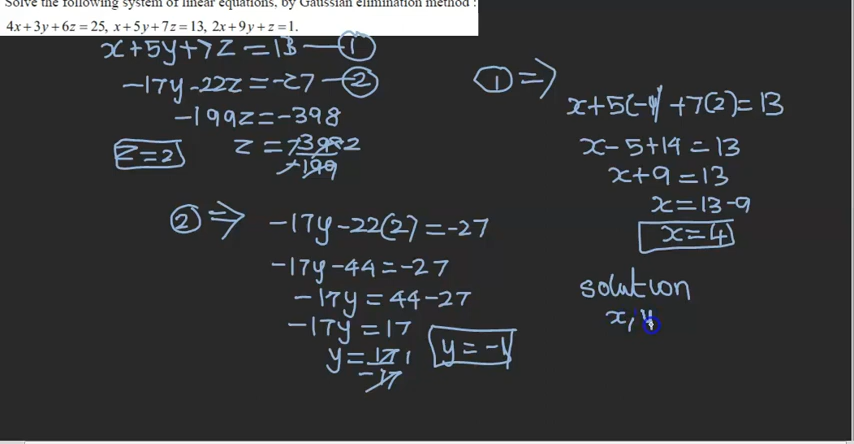 Solve the following system of linear equations, by Gaussian elimination method :
4x+3y+6z=25, x+5y+7z=13, 2x+9y+z=1.
x+5y+7z=13 — ①
-17y-22z=-27 — ②
-199z=-398
z=-398 2
-199
z=2
② ⇒ -17y-22(2)=-27
-17y-44=-27
-17y=44-27
-17y=17
y=17 1
-17
y=-1
① ⇒
x+5(-1)+7(2)=13
x-5+14=13
x+9=13
x=13-9
x=4
solution
x, y